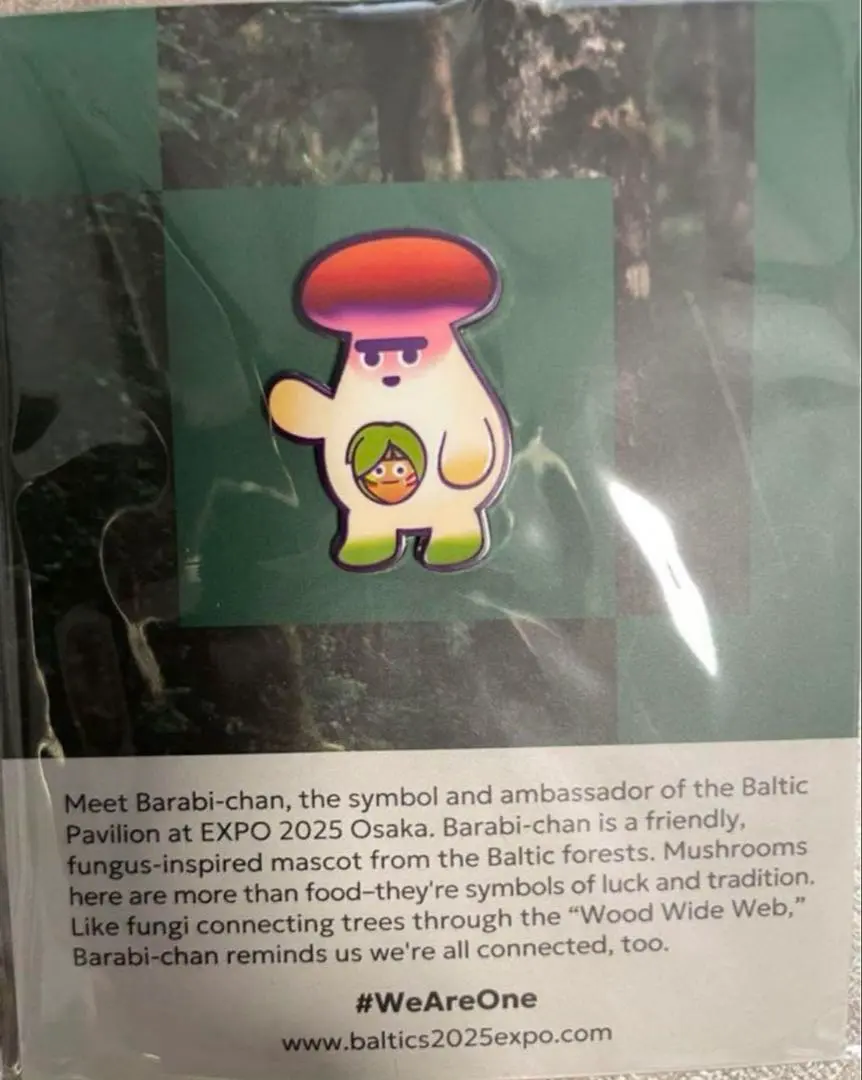 Meet Barabi-chan, the symbol and ambassador of the Baltic
Pavilion at EXPO 2025 Osaka. Barabi-chan is a friendly,
fungus-inspired mascot from the Baltic forests. Mushrooms
here are more than food–they're symbols of luck and tradition.
Like fungi connecting trees through the “Wood Wide Web,”
Barabi-chan reminds us we're all connected, too.
#WeAreOne
www.baltics2025expo.com